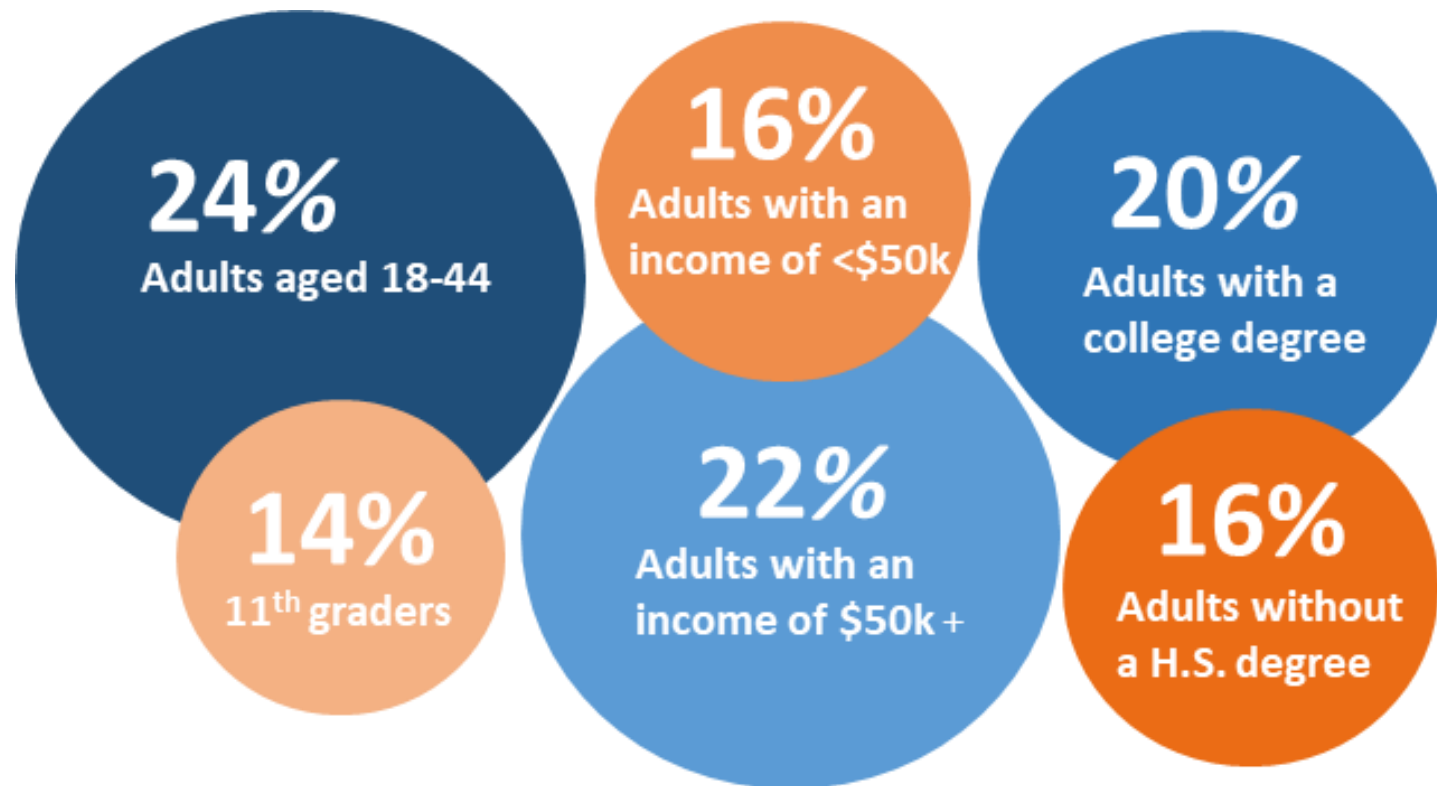 24%
Adults aged 18-44
16%
Adults with an
income of <$50k
20%
Adults with a
college degree
14%
11th graders
22%
Adults with an
income of $50k +
16%
Adults without
a H.S. degree